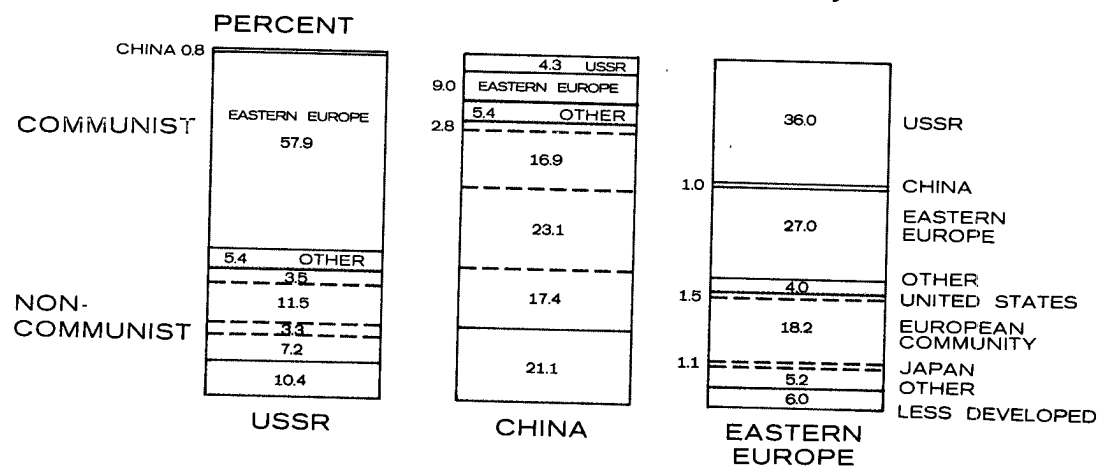 PERCENT
CHINA 0.8
COMMUNIST
EASTERN EUROPE
57.9
5.4 OTHER
3.5
NON-
COMMUNIST
11.5
3.3
7.2
10.4
USSR
4.3 USSR
9.0 EASTERN EUROPE
5.4 OTHER
2.8
16.9
23.1
17.4
21.1
CHINA
36.0 USSR
1.0 CHINA
27.0 EASTERN
EUROPE
4.0 OTHER
1.5 UNITED STATES
18.2 EUROPEAN
COMMUNITY
1.1 JAPAN
5.2 OTHER
6.0 LESS DEVELOPED
EASTERN
EUROPE